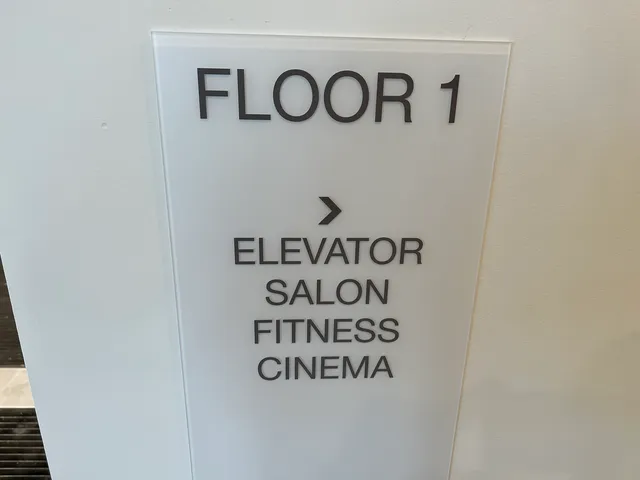 FLOOR 1
ELEVATOR
SALON
FITNESS
CINEMA